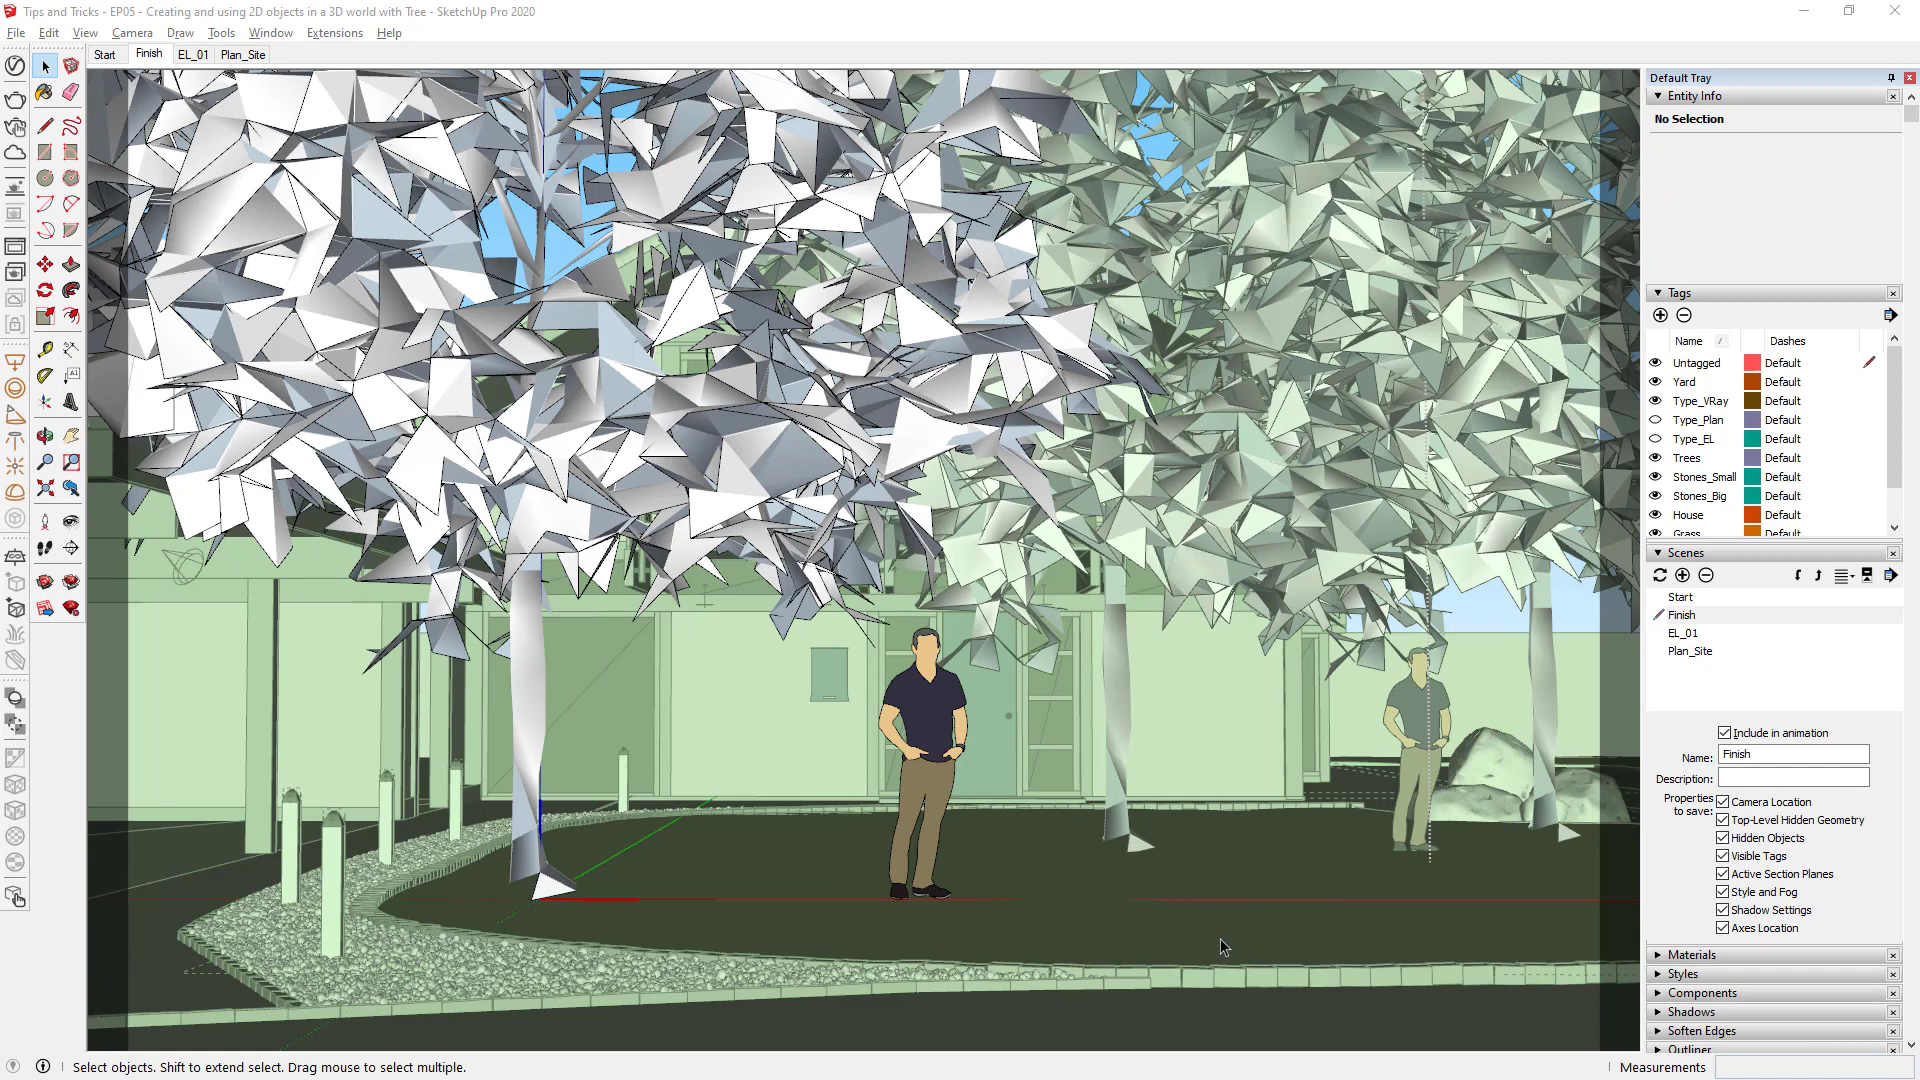 Tips and Tricks - EP05 - Creating and using 2D objects in a 3D world with Tree - SketchUp Pro 2020
File Edit View Camera Draw Tools Window Extensions Help
Start Finish EL_01 Plan_Site
Default Tray
Entity Info
No Selection
Tags
Name Dashes
Untagged Default
Yard Default
Type_VRay Default
Type_Plan Default
Type_EL Default
Trees Default
Stones_Small Default
Stones_Big Default
House Default
Grass Default
Scenes
Start
Finish
EL_01
Plan_Site
Include in animation
Name: Finish
Description:
Properties to save:
Camera Location
Top-Level Hidden Geometry
Hidden Objects
Visible Tags
Active Section Planes
Style and Fog
Shadow Settings
Axes Location
Materials
Styles
Components
Shadows
Soften Edges
Outliner
Select objects. Shift to extend select. Drag mouse to select multiple.
Measurements